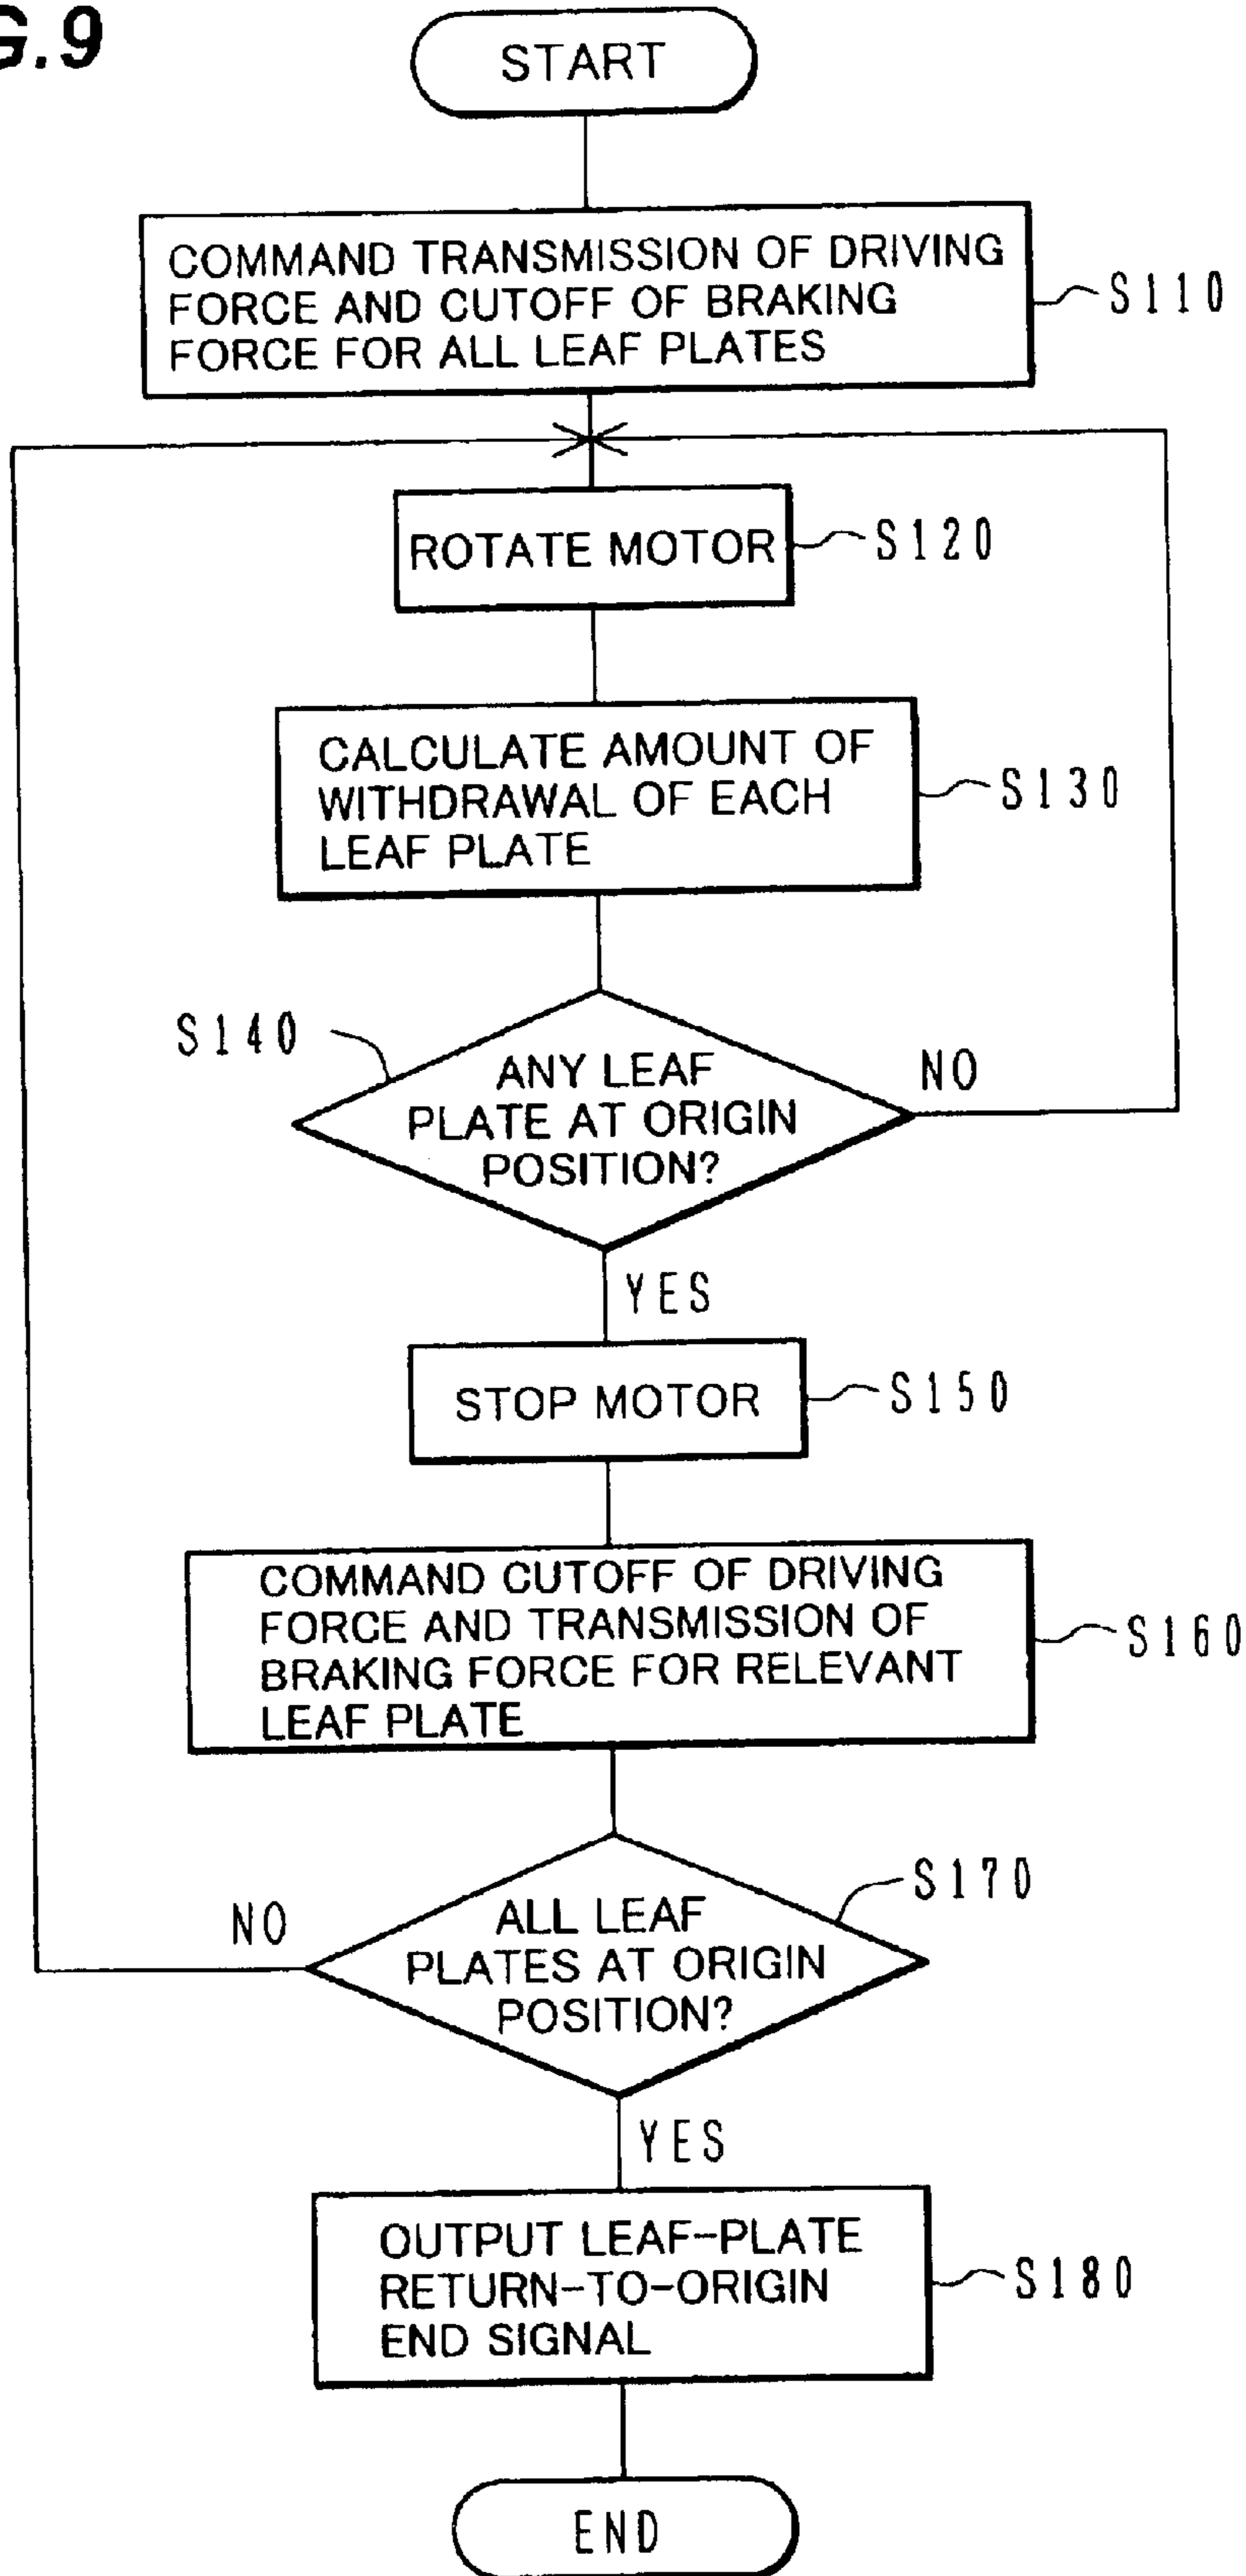 G.9
START
COMMAND TRANSMISSION OF DRIVING
FORCE AND CUTOFF OF BRAKING
FORCE FOR ALL LEAF PLATES
S110
ROTATE MOTOR
S120
CALCULATE AMOUNT OF
WITHDRAWAL OF EACH
LEAF PLATE
S130
S140
ANY LEAF
PLATE AT ORIGIN
POSITION?
NO
YES
STOP MOTOR
S150
COMMAND CUTOFF OF DRIVING
FORCE AND TRANSMISSION OF
BRAKING FORCE FOR RELEVANT
LEAF PLATE
S160
S170
NO
ALL LEAF
PLATES AT ORIGIN
POSITION?
YES
OUTPUT LEAF-PLATE
RETURN-TO-ORIGIN
END SIGNAL
S180
END